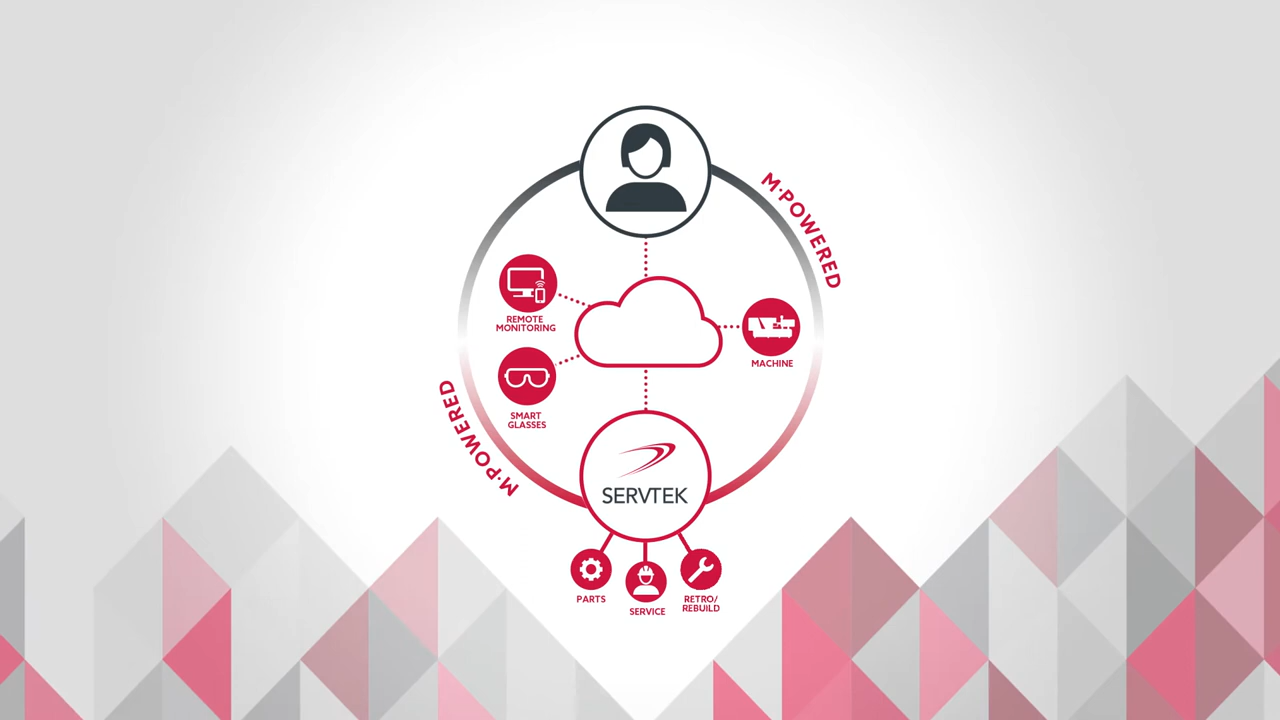 M·POWERED
REMOTE
MONITORING
MACHINE
SMART
GLASSES
M·POWERED
SERVTEK
PARTS
SERVICE
RETRO/
REBUILD